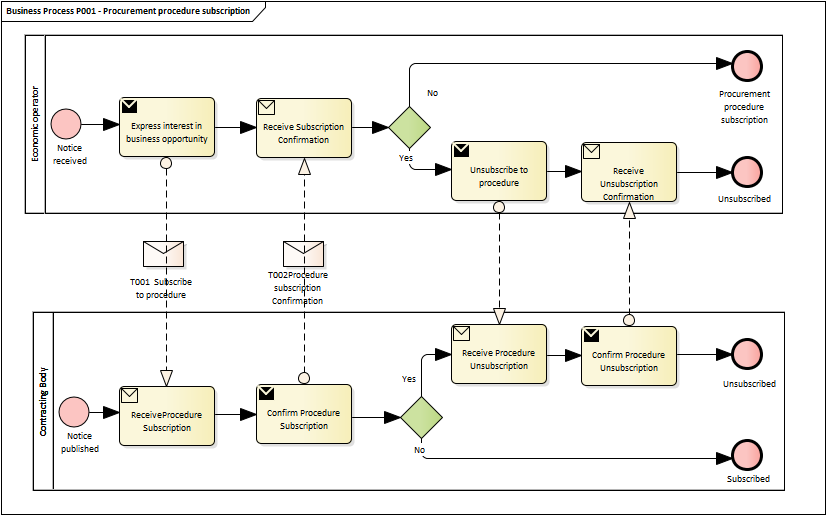 Business Process P001 - Procurement procedure subscription
Economic operator
Notice
received
Express interest in
business opportunity
Receive Subscription
Confirmation
No
Yes
Procurement
procedure
subscription
Unsubscribe to
procedure
Receive
Unsubscription
Confirmation
Unsubscribed
T001 Subscribe
to procedure
T002Procedure
subscription
Confirmation
Contracting Body
Notice
published
ReceiveProcedure
Subscription
Confirm Procedure
Subscription
Yes
No
Receive Procedure
Unsubscription
Confirm Procedure
Unsubscription
Unsubscribed
Subscribed